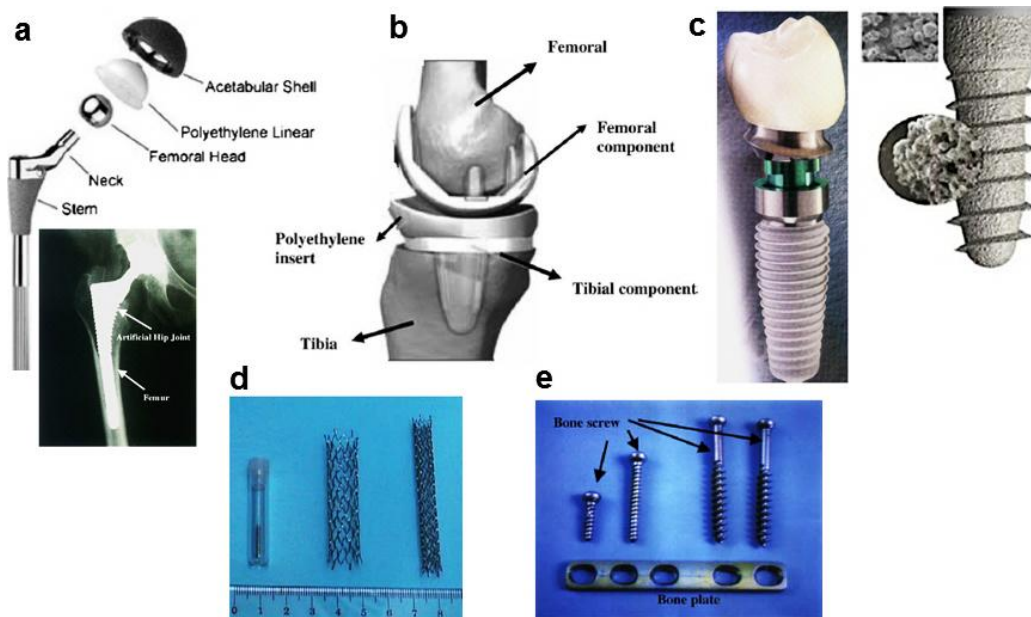 a
Acetabular Shell
Polyethylene Linear
Femoral Head
Neck
Stem
Artificial Hip Joint
Femur
b
Femoral
Femoral
component
Polyethylene
insert
Tibial component
Tibia
c
d
0 1 2 3 4 5 6 7 8
e
Bone screw
Bone plate